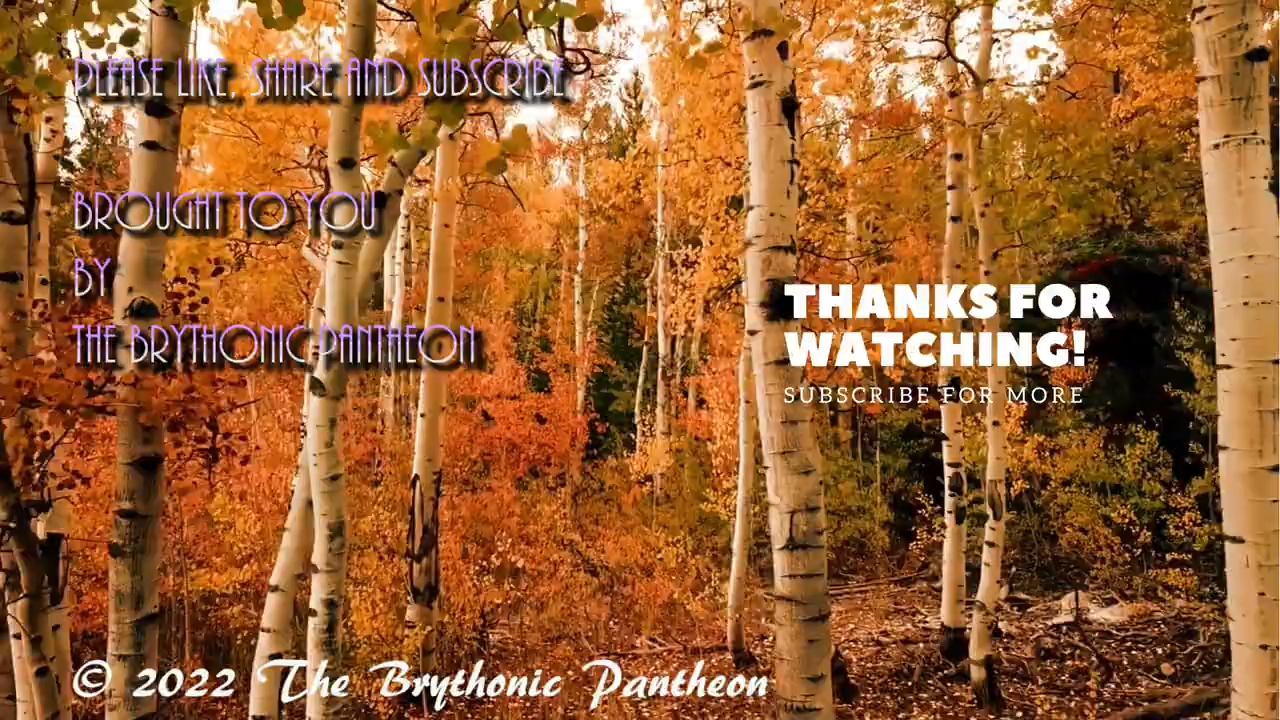 PLEASE LIKE, SHARE AND SUBSCRIBE
BROUGHT TO YOU
BY
THE BRYTHONIC PANTHEON
THANKS FOR
WATCHING!
SUBSCRIBE FOR MORE
© 2022 The Brythonic Pantheon